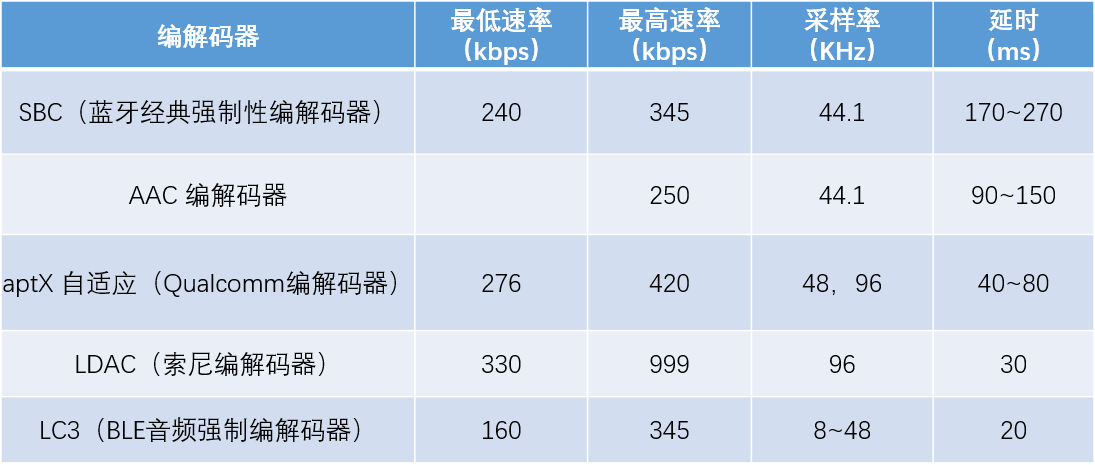 编解码器 最低速率 最高速率 采样率 延时
（kbps） （kbps） （KHz） （ms）
SBC（蓝牙经典强制性编解码器） 240 345 44.1 170~270
AAC 编解码器 250 44.1 90~150
aptX 自适应（Qualcomm编解码器） 276 420 48，96 40~80
LDAC（索尼编解码器） 330 999 96 30
LC3（BLE音频强制编解码器） 160 345 8~48 20